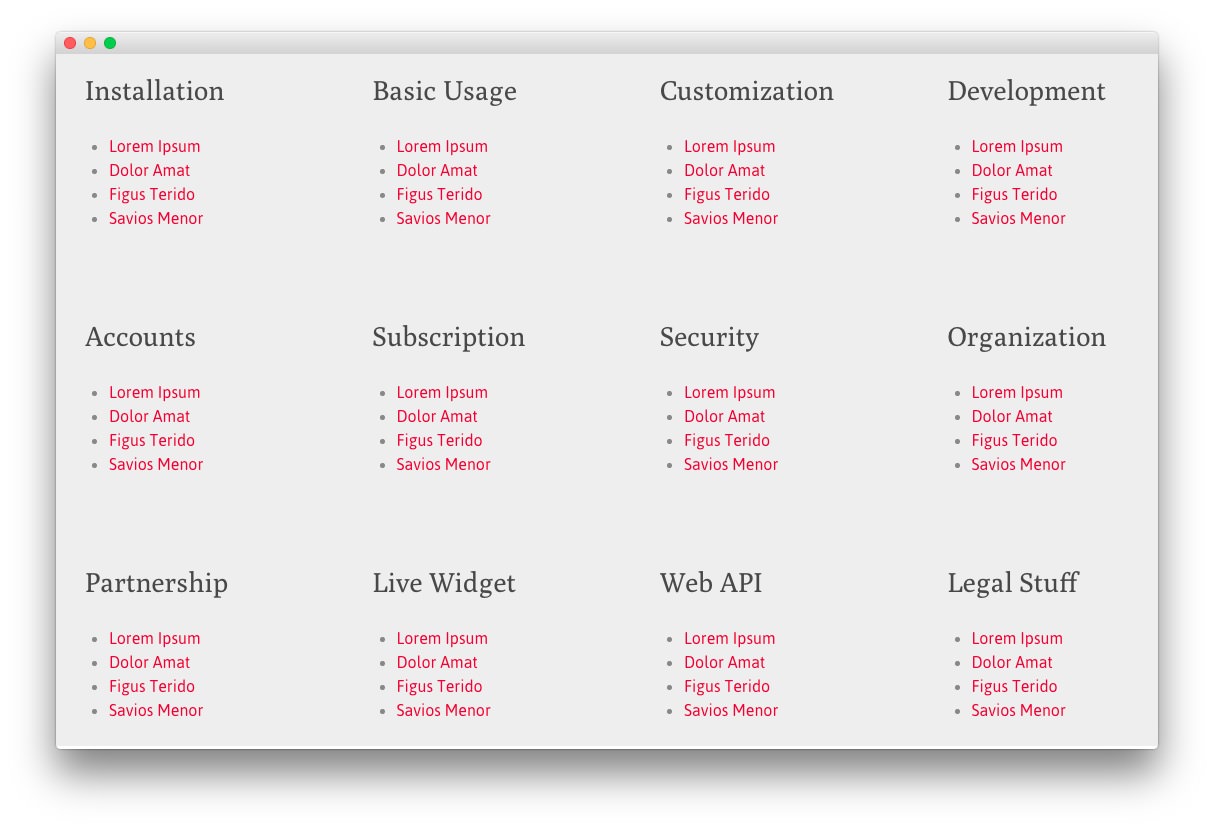 Installation
Lorem Ipsum
Dolor Amat
Figus Terido
Savios Menor
Basic Usage
Lorem Ipsum
Dolor Amat
Figus Terido
Savios Menor
Customization
Lorem Ipsum
Dolor Amat
Figus Terido
Savios Menor
Development
Lorem Ipsum
Dolor Amat
Figus Terido
Savios Menor
Accounts
Lorem Ipsum
Dolor Amat
Figus Terido
Savios Menor
Subscription
Lorem Ipsum
Dolor Amat
Figus Terido
Savios Menor
Security
Lorem Ipsum
Dolor Amat
Figus Terido
Savios Menor
Organization
Lorem Ipsum
Dolor Amat
Figus Terido
Savios Menor
Partnership
Lorem Ipsum
Dolor Amat
Figus Terido
Savios Menor
Live Widget
Lorem Ipsum
Dolor Amat
Figus Terido
Savios Menor
Web API
Lorem Ipsum
Dolor Amat
Figus Terido
Savios Menor
Legal Stuff
Lorem Ipsum
Dolor Amat
Figus Terido
Savios Menor